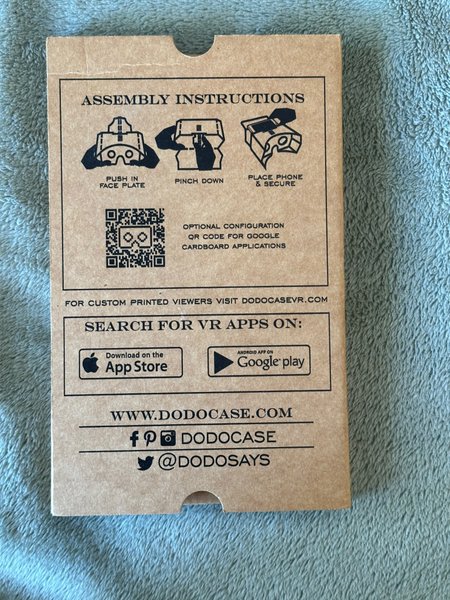 ASSEMBLY INSTRUCTIONS
PUSH IN
FACE PLATE
PINCH DOWN
PLACE PHONE
& SECURE
OPTIONAL CONFIGURATION
QR CODE FOR GOOGLE
CARDBOARD APPLICATIONS
FOR CUSTOM PRINTED VIEWERS VISIT DODOCASEVR.COM
SEARCH FOR VR APPS ON:
Download on the
App Store
ANDROID APP ON
Google play
WWW.DODOCASE.COM
DODOCASE
@DODOSAYS